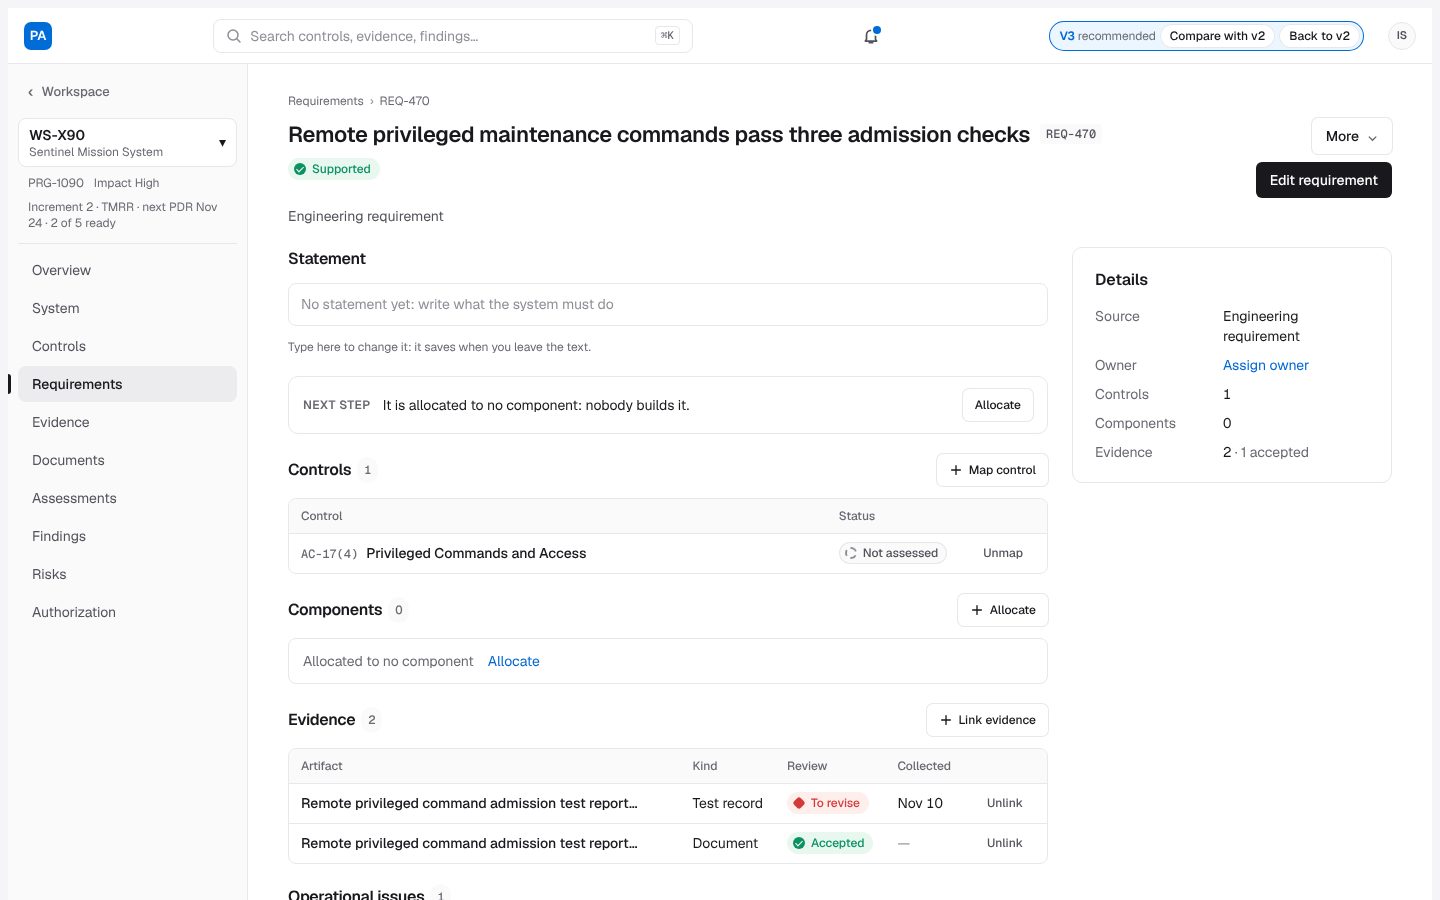 PA
Search controls, evidence, findings...
⌘K
V3 recommended
Compare with v2
Back to v2
IS
‹ Workspace
WS-X90
Sentinel Mission System
PRG-1090 Impact High
Increment 2 · TMRR · next PDR Nov
24 · 2 of 5 ready
Overview
System
Controls
Requirements
Evidence
Documents
Assessments
Findings
Risks
Authorization
Requirements › REQ-470
Remote privileged maintenance commands pass three admission checks REQ-470
Supported
More
Edit requirement
Engineering requirement
Statement
No statement yet: write what the system must do
Type here to change it: it saves when you leave the text.
NEXT STEP It is allocated to no component: nobody builds it.
Allocate
Controls 1
+ Map control
Control Status
AC-17(4) Privileged Commands and Access Not assessed Unmap
Components 0
+ Allocate
Allocated to no component Allocate
Evidence 2
+ Link evidence
Artifact Kind Review Collected
Remote privileged command admission test report... Test record To revise Nov 10 Unlink
Remote privileged command admission test report... Document Accepted — Unlink
Operational issues 1
Details
Source Engineering
requirement
Owner Assign owner
Controls 1
Components 0
Evidence 2 · 1 accepted